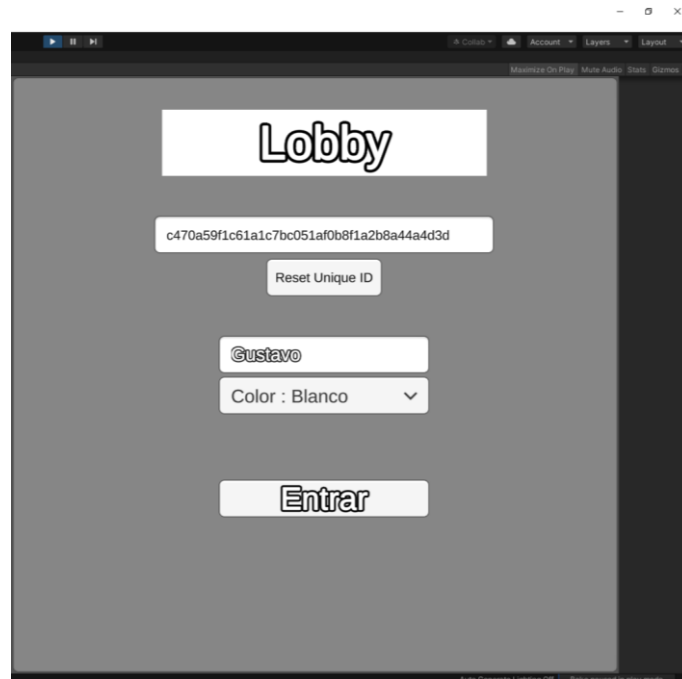 Collab Account Layers Layout
Maximize On Play Mute Audio Stats Gizmos
Lobby
c470a59f1c61a1c7bc051af0b8f1a2b8a44a4d3d
Reset Unique ID
Gustavo
Color : Blanco
Entrar